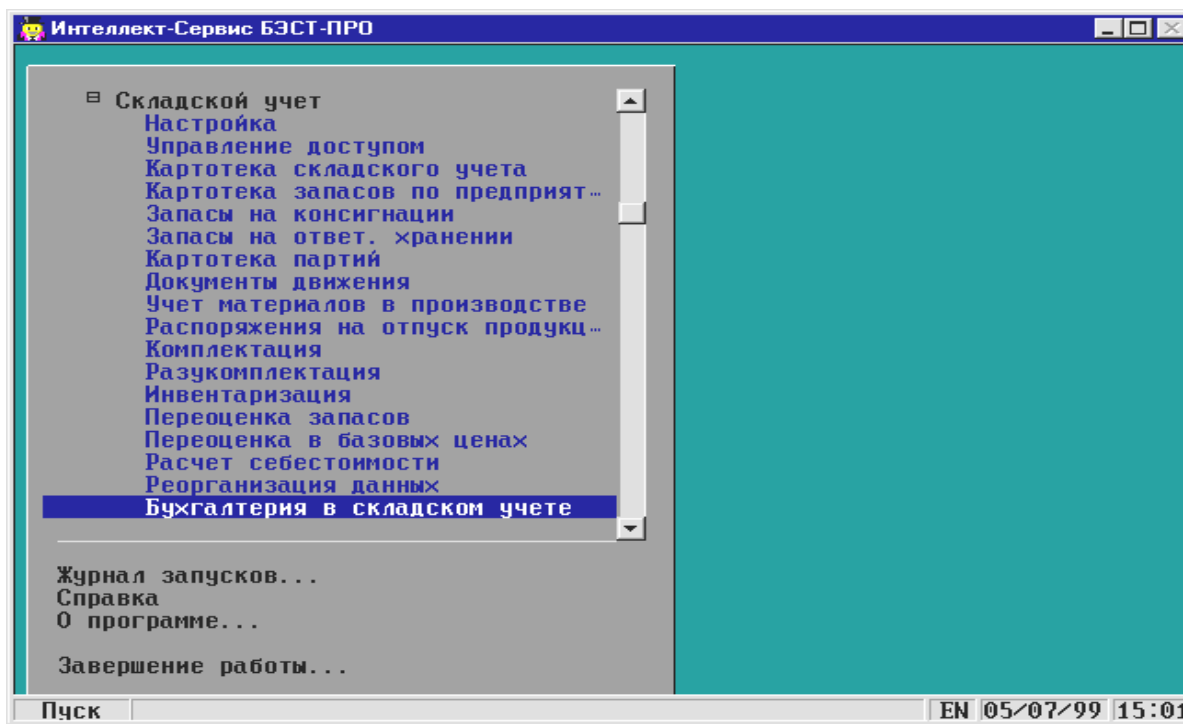 Интеллект-Сервис БЭСТ-ПРО
Складской учет
Настройка
Управление доступом
Картотека складского учета
Картотека запасов по предприят…
Запасы на консигнации
Запасы на ответ. хранении
Картотека партий
Документы движения
Учет материалов в производстве
Распоряжения на отпуск продукц…
Комплектация
Разукомплектация
Инвентаризация
Переоценка запасов
Переоценка в базовых ценах
Расчет себестоимости
Реорганизация данных
Бухгалтерия в складском учете
Журнал запусков...
Справка
О программе...
Завершение работы...
Пуск EN 05/07/99 15:01